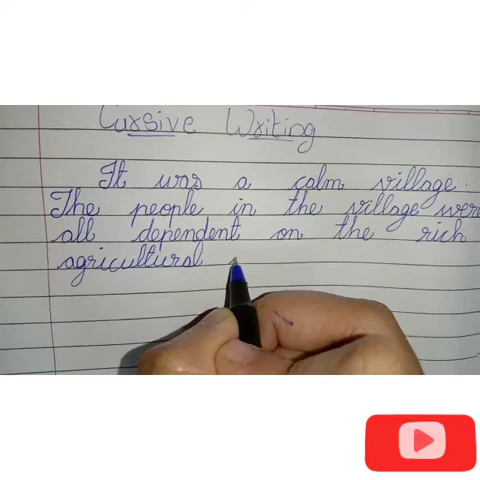 Cursive Writing
It was a calm village.
The people in the village were
all dependent on the rich
agricultural